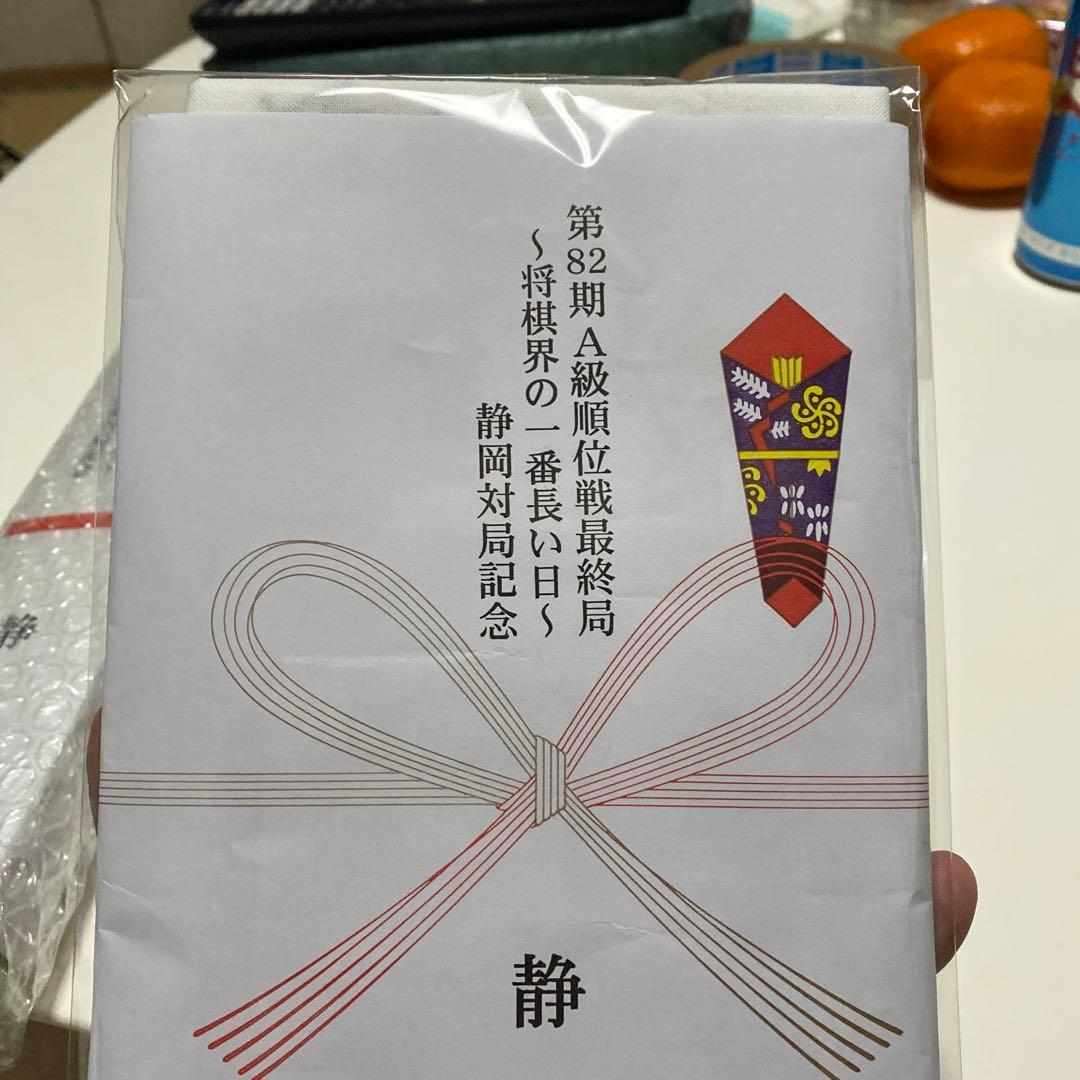 第82期A級順位戦最終局
～将棋界の一番長い日～
静岡対局記念
静
静